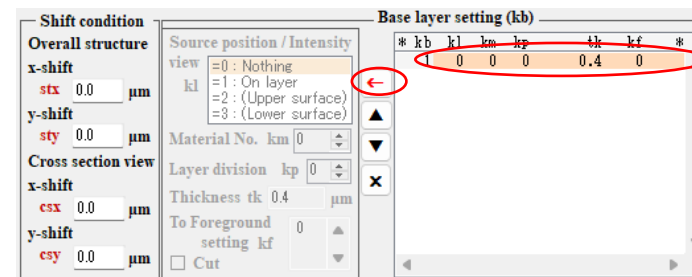 Shift condition
Overall structure
x-shift
stx 0.0 µm
y-shift
sty 0.0 µm
Cross section view
x-shift
csx 0.0 µm
y-shift
csy 0.0 µm
Source position / Intensity
view
kl
=0 : Nothing
=1 : On layer
=2 : (Upper surface)
=3 : (Lower surface)
Material No. km 0
Layer division kp 0
Thickness tk 0.4 µm
To Foreground
setting kf 0
Cut
←
▲
▼
x
Base layer setting (kb)
* kb kl km kp tk kf *
1 0 0 0 0.4 0